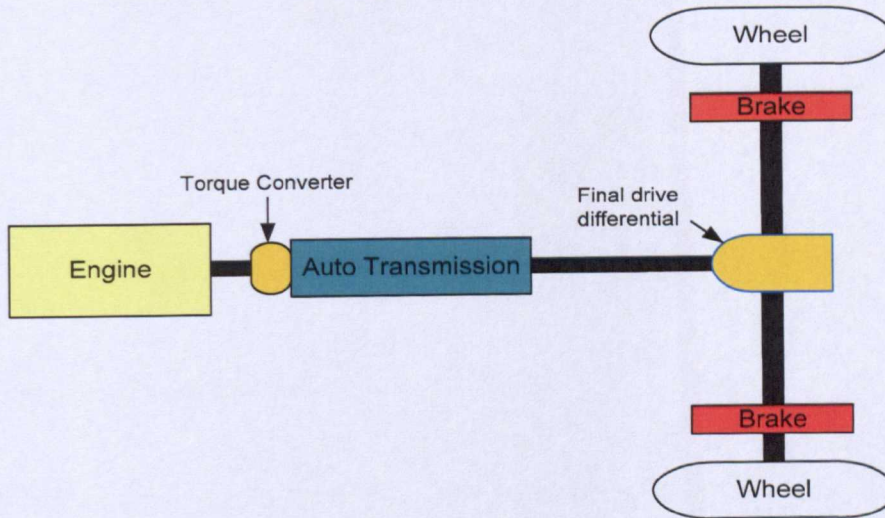 Wheel
Brake
Torque Converter
Final drive
differential
Engine
Auto Transmission
Brake
Wheel